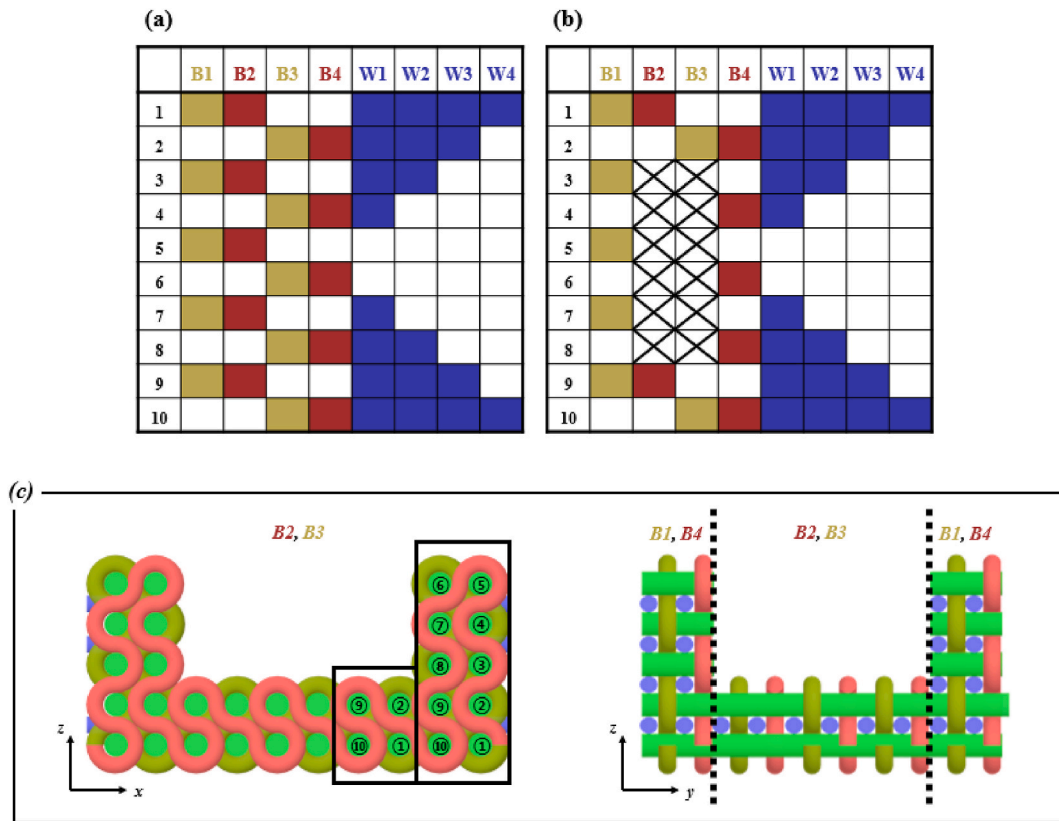 (a)
B1 B2 B3 B4 W1 W2 W3 W4
1
2
3
4
5
6
7
8
9
10
(b)
B1 B2 B3 B4 W1 W2 W3 W4
1
2
3
4
5
6
7
8
9
10
(c)
B2, B3
⑥ ⑤
⑦ ④
⑧ ③
⑨ ② ⑨ ②
⑩ ① ⑩ ①
z
x
B1, B4 B2, B3 B1, B4
z
y